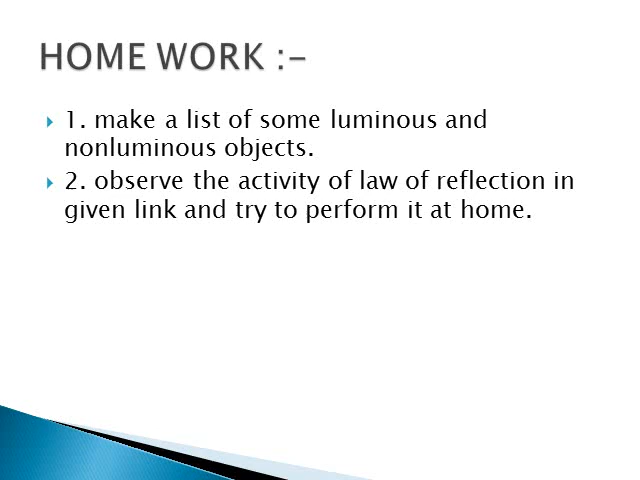 HOME WORK :-
1. make a list of some luminous and
nonluminous objects.
2. observe the activity of law of reflection in
given link and try to perform it at home.